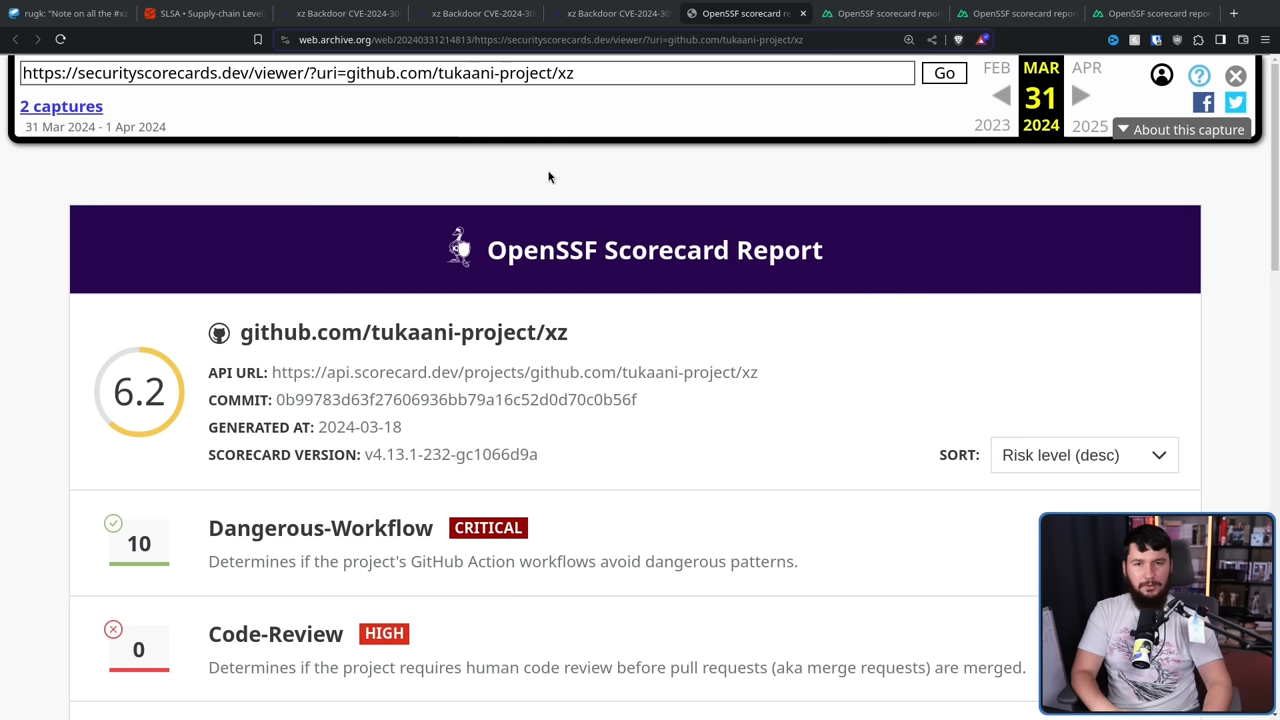 rugk: "Note on all the #xz
SLSA • Supply-chain Levels
xz Backdoor CVE-2024-30
xz Backdoor CVE-2024-30
xz Backdoor CVE-2024-30
OpenSSF scorecard re
OpenSSF scorecard report
OpenSSF scorecard report
OpenSSF scorecard report
web.archive.org/web/20240331214813/https://securityscorecards.dev/viewer/?uri=github.com/tukaani-project/xz
https://securityscorecards.dev/viewer/?uri=github.com/tukaani-project/xz
Go
FEB MAR APR
2 captures
31
31 Mar 2024 - 1 Apr 2024
2023 2024 2025
About this capture
OpenSSF Scorecard Report
6.2
github.com/tukaani-project/xz
API URL: https://api.scorecard.dev/projects/github.com/tukaani-project/xz
COMMIT: 0b99783d63f27606936bb79a16c52d0d70c0b56f
GENERATED AT: 2024-03-18
SCORECARD VERSION: v4.13.1-232-gc1066d9a
SORT: Risk level (desc)
10
Dangerous-Workflow CRITICAL
Determines if the project's GitHub Action workflows avoid dangerous patterns.
0
Code-Review HIGH
Determines if the project requires human code review before pull requests (aka merge requests) are merged.